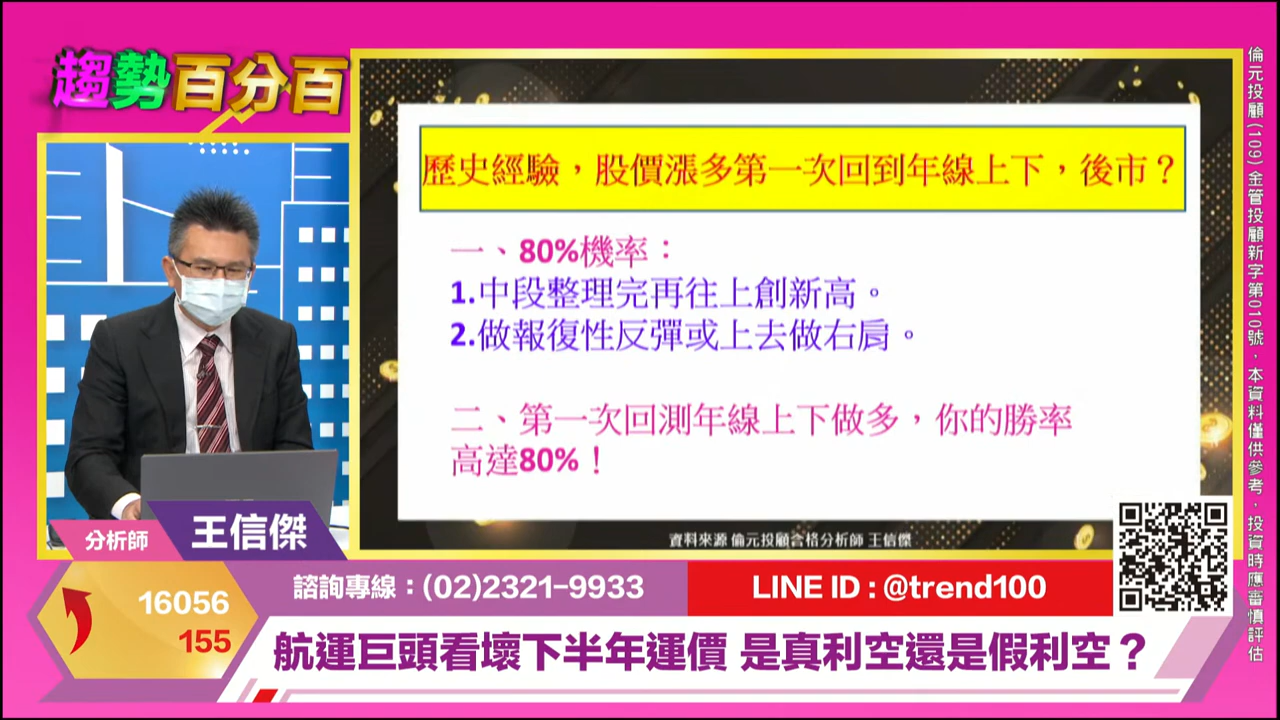 趨勢百分百
歷史經驗，股價漲多第一次回到年線上下，後市？
一、80%機率：
1.中段整理完再往上創新高。
2.做報復性反彈或上去做右肩。
二、第一次回測年線上下做多，你的勝率
高達80%！
資料來源 倫元投顧合格分析師 王信傑
分析師 王信傑
諮詢專線：(02)2321-9933
LINE ID : @trend100
16056
155
航運巨頭看壞下半年運價 是真利空還是假利空？
倫元投顧(109)金管投顧新字第010號，本資料僅供參考，投資時應審慎評估